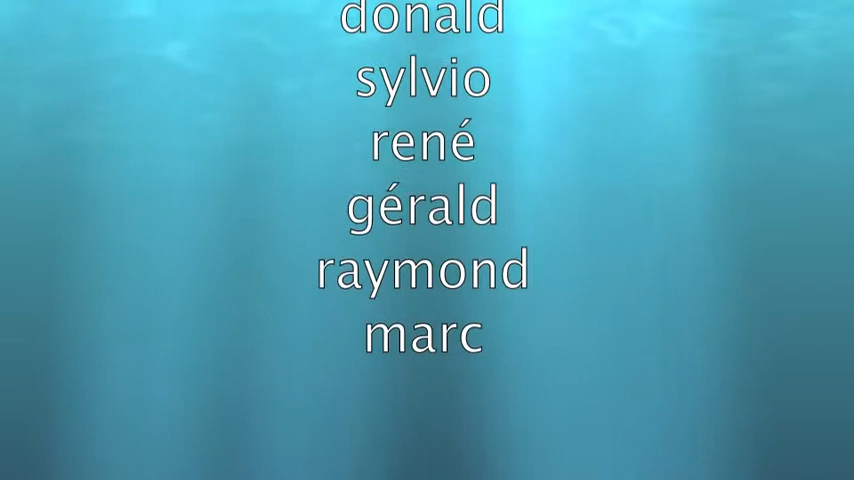 donald
sylvio
rené
gérald
raymond
marc